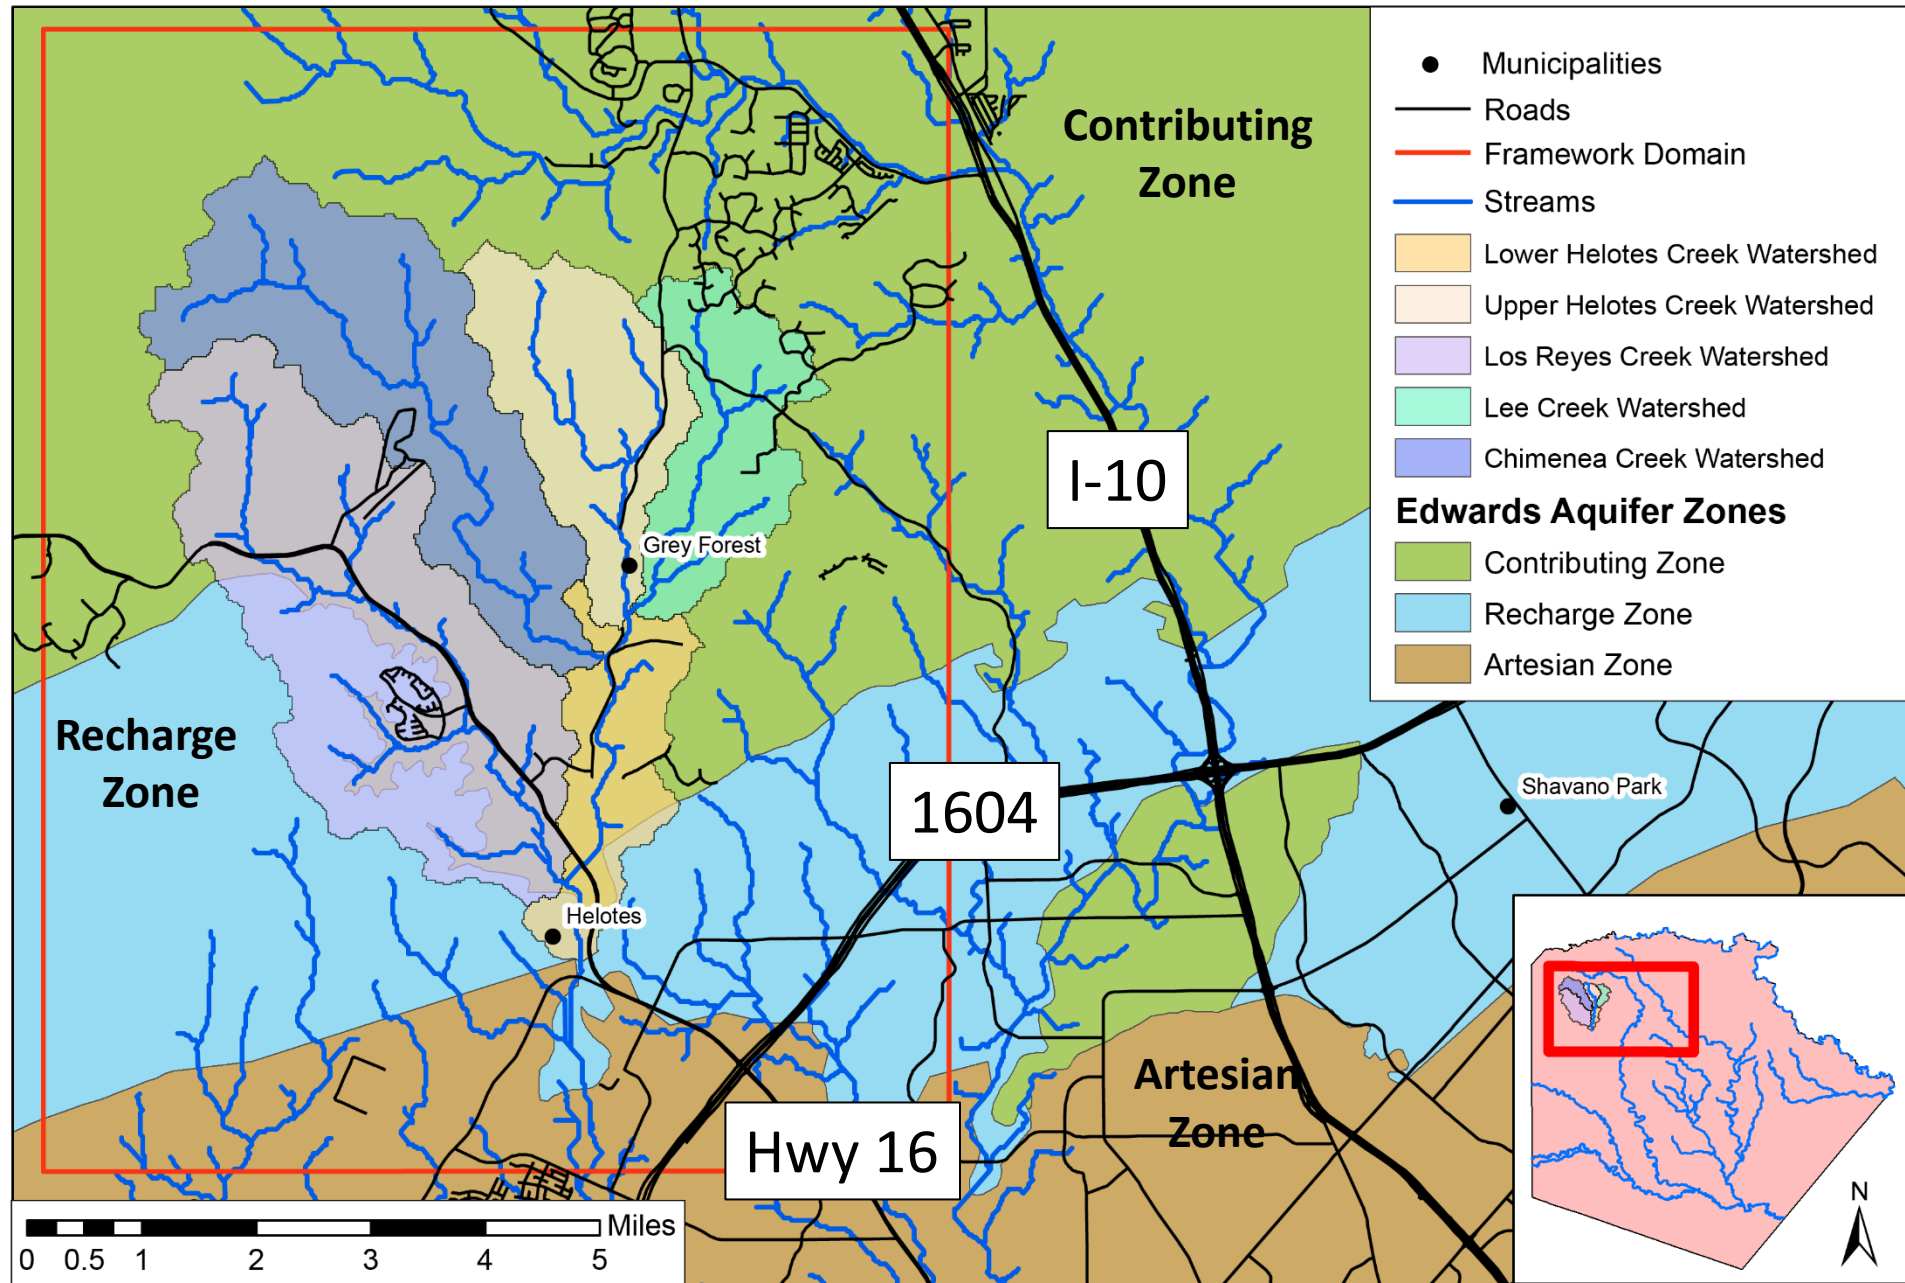 Contributing
Zone
Recharge
Zone
Artesian
Zone
I-10
1604
Hwy 16
Grey Forest
Helotes
Shavano Park
Municipalities
Roads
Framework Domain
Streams
Lower Helotes Creek Watershed
Upper Helotes Creek Watershed
Los Reyes Creek Watershed
Lee Creek Watershed
Chimenea Creek Watershed
Edwards Aquifer Zones
Contributing Zone
Recharge Zone
Artesian Zone
Miles
0 0.5 1 2 3 4 5
N